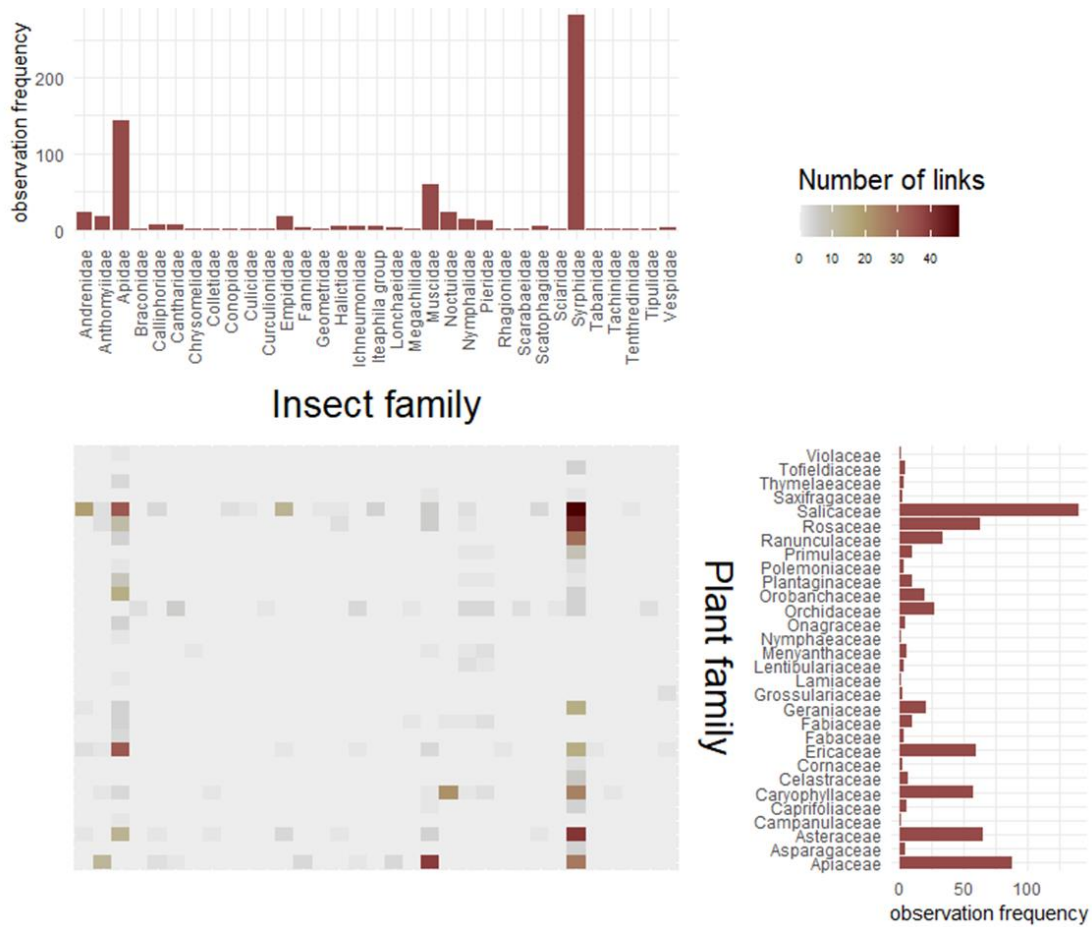 observation frequency
200
100
0
Number of links
0 10 20 30 40
Andrenidae
Anthomyiidae
Apidae
Braconidae
Calliphoridae
Cantharidae
Chrysomelidae
Colletidae
Conopidae
Culicidae
Curculionidae
Empididae
Fanniidae
Geometridae
Halictidae
Ichneumonidae
Iteaphila group
Lonchaeidae
Megachilidae
Muscidae
Noctuidae
Nymphalidae
Pieridae
Rhagionidae
Scarabaeidae
Scatophagidae
Sciaridae
Syrphidae
Tabanidae
Tachinidae
Tenthredinidae
Tipulidae
Vespidae
Insect family
Plant family
Violaceae
Tofieldiaceae
Thymelaeaceae
Saxifragaceae
Salicaceae
Rosaceae
Ranunculaceae
Primulaceae
Polemoniaceae
Plantaginaceae
Orobanchaceae
Orchidaceae
Onagraceae
Nymphaeaceae
Menyanthaceae
Lentibulariaceae
Lamiaceae
Grossulariaceae
Geraniaceae
Fabiaceae
Fabaceae
Ericaceae
Cornaceae
Celastraceae
Caryophyllaceae
Caprifoliaceae
Campanulaceae
Asteraceae
Asparagaceae
Apiaceae
0 50 100
observation frequency